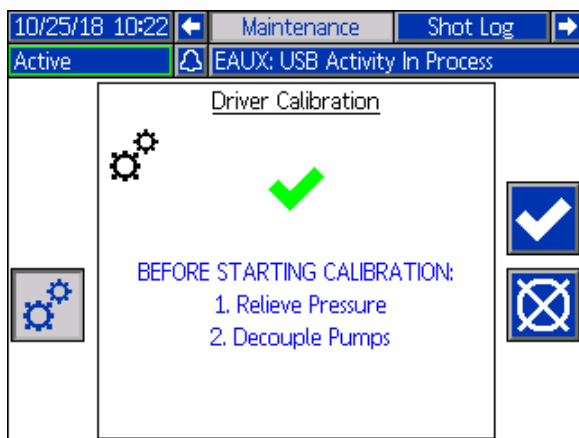 10/25/18 10:22 Maintenance Shot Log
Active EAUX: USB Activity In Process
Driver Calibration
BEFORE STARTING CALIBRATION:
1. Relieve Pressure
2. Decouple Pumps